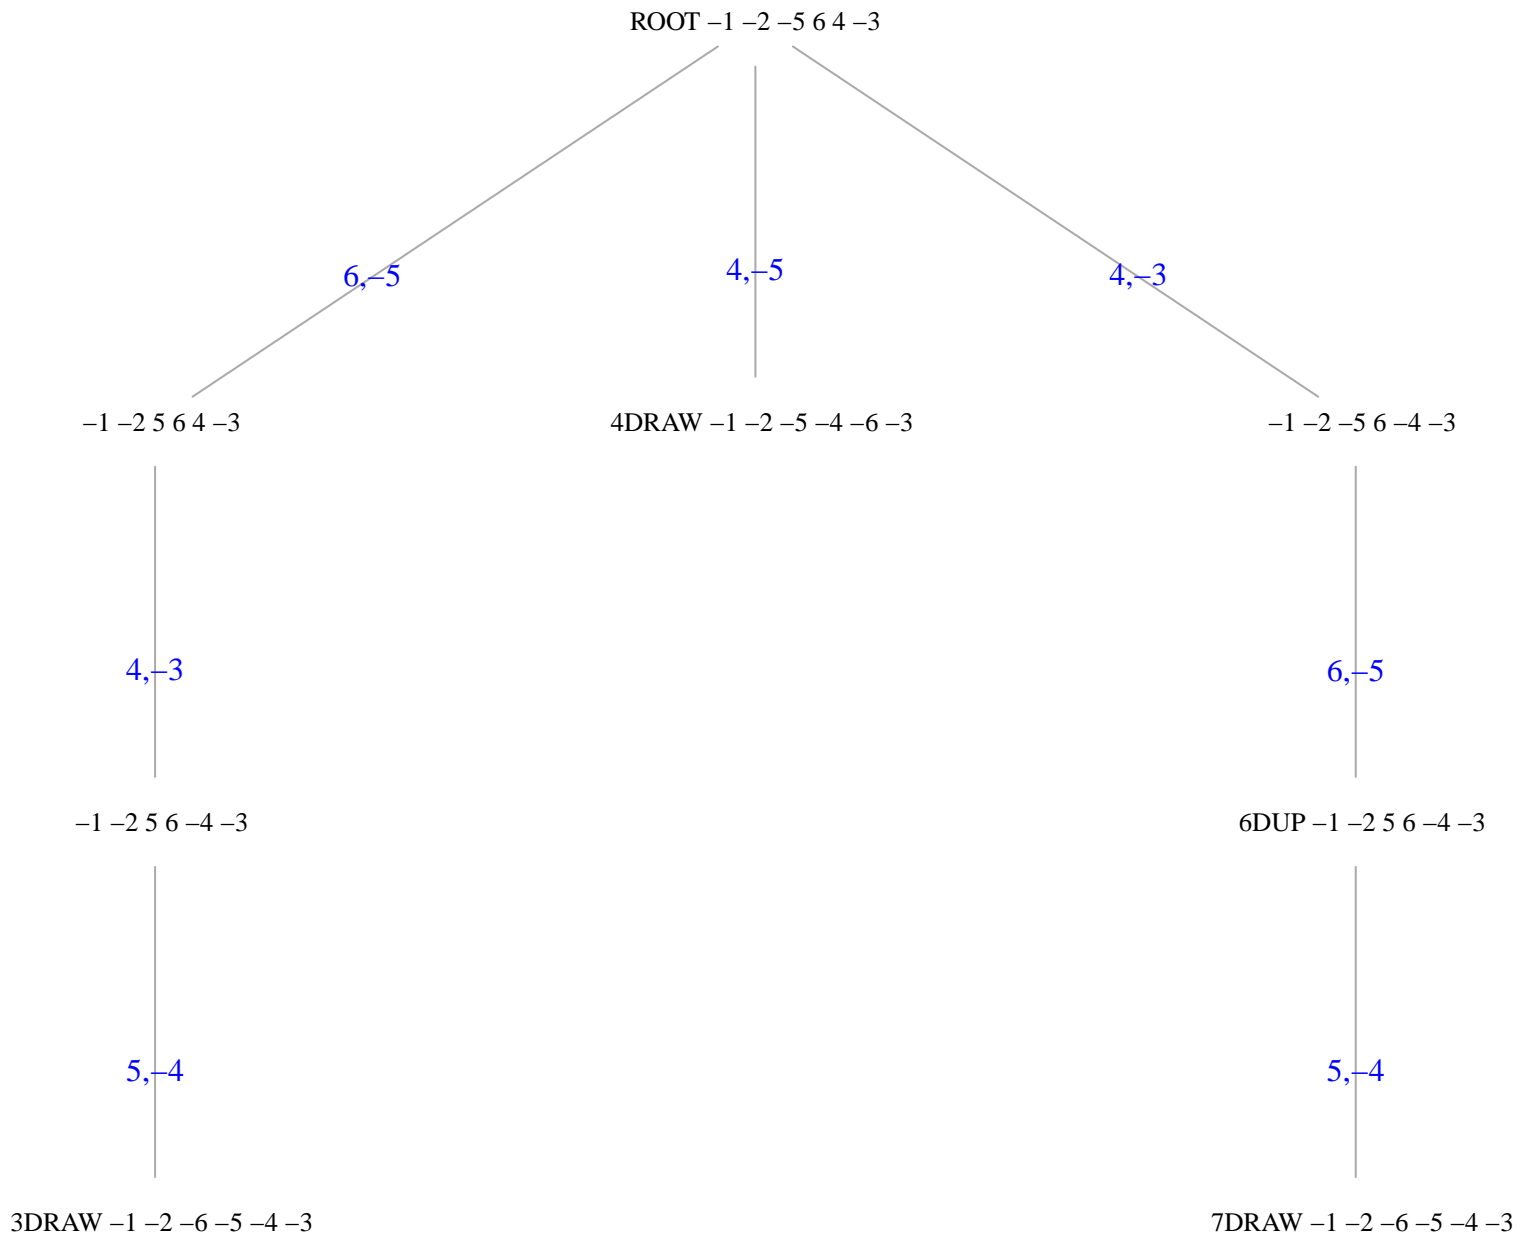 ROOT –1 –2 –5 6 4 –3
6,–5
4,–5
4,–3
–1 –2 5 6 4 –3
4DRAW –1 –2 –5 –4 –6 –3
–1 –2 –5 6 –4 –3
4,–3
6,–5
–1 –2 5 6 –4 –3
6DUP –1 –2 5 6 –4 –3
5,–4
5,–4
3DRAW –1 –2 –6 –5 –4 –3
7DRAW –1 –2 –6 –5 –4 –3